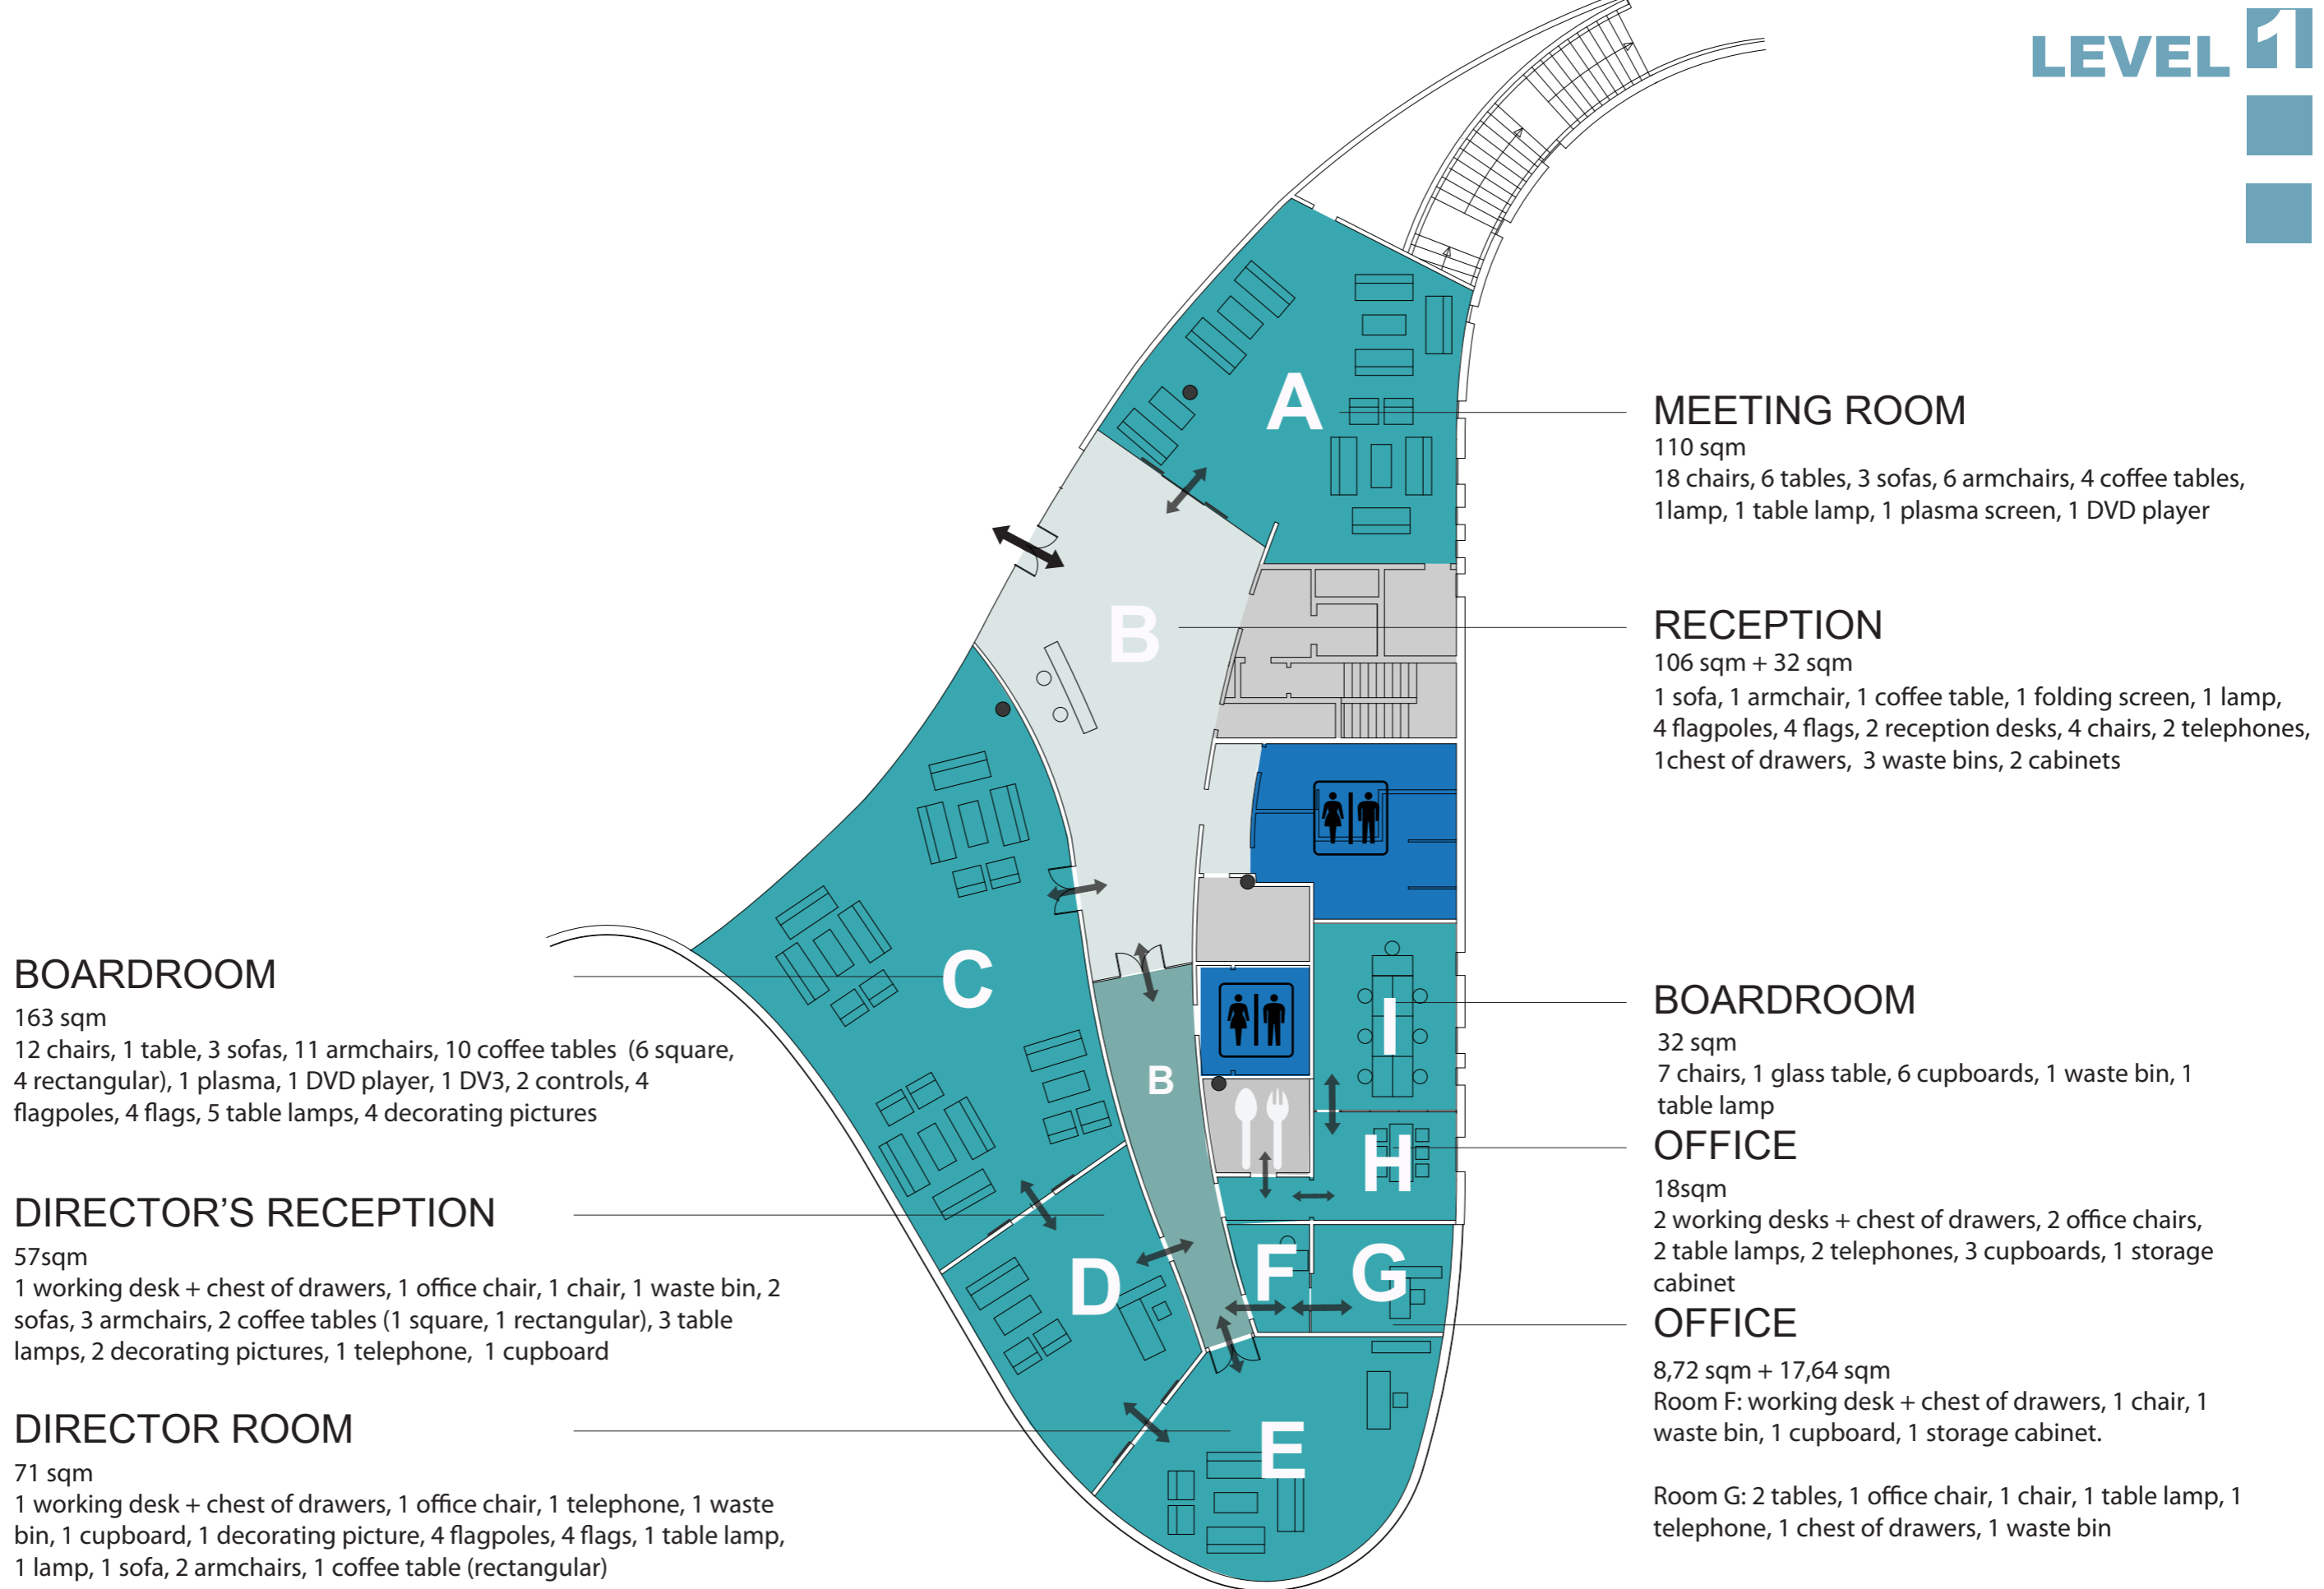 LEVEL 1
A
MEETING ROOM
110 sqm
18 chairs, 6 tables, 3 sofas, 6 armchairs, 4 coffee tables,
1lamp, 1 table lamp, 1 plasma screen, 1 DVD player
B
RECEPTION
106 sqm + 32 sqm
1 sofa, 1 armchair, 1 coffee table, 1 folding screen, 1 lamp,
4 flagpoles, 4 flags, 2 reception desks, 4 chairs, 2 telephones,
1chest of drawers, 3 waste bins, 2 cabinets
C
B
I
H
D
F
G
E
BOARDROOM
163 sqm
12 chairs, 1 table, 3 sofas, 11 armchairs, 10 coffee tables (6 square,
4 rectangular), 1 plasma, 1 DVD player, 1 DV3, 2 controls, 4
flagpoles, 4 flags, 5 table lamps, 4 decorating pictures
DIRECTOR’S RECEPTION
57sqm
1 working desk + chest of drawers, 1 office chair, 1 chair, 1 waste bin, 2
sofas, 3 armchairs, 2 coffee tables (1 square, 1 rectangular), 3 table
lamps, 2 decorating pictures, 1 telephone, 1 cupboard
DIRECTOR ROOM
71 sqm
1 working desk + chest of drawers, 1 office chair, 1 telephone, 1 waste
bin, 1 cupboard, 1 decorating picture, 4 flagpoles, 4 flags, 1 table lamp,
1 lamp, 1 sofa, 2 armchairs, 1 coffee table (rectangular)
BOARDROOM
32 sqm
7 chairs, 1 glass table, 6 cupboards, 1 waste bin, 1
table lamp
OFFICE
18sqm
2 working desks + chest of drawers, 2 office chairs,
2 table lamps, 2 telephones, 3 cupboards, 1 storage
cabinet
OFFICE
8,72 sqm + 17,64 sqm
Room F: working desk + chest of drawers, 1 chair, 1
waste bin, 1 cupboard, 1 storage cabinet.
Room G: 2 tables, 1 office chair, 1 chair, 1 table lamp, 1
telephone, 1 chest of drawers, 1 waste bin